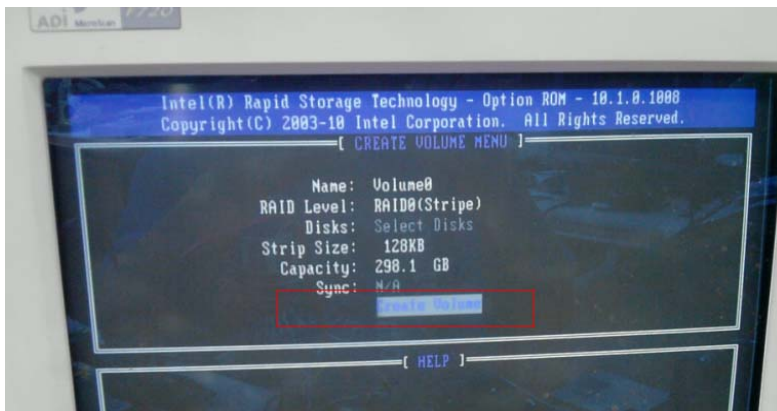 ADi MicroScan
Intel(R) Rapid Storage Technology - Option ROM - 10.1.0.1008
Copyright(C) 2003-10 Intel Corporation. All Rights Reserved.
[ CREATE VOLUME MENU ]
Name: Volume0
RAID Level: RAID0(Stripe)
Disks: Select Disks
Strip Size: 128KB
Capacity: 298.1 GB
Sync: N/A
Create Volume
[ HELP ]